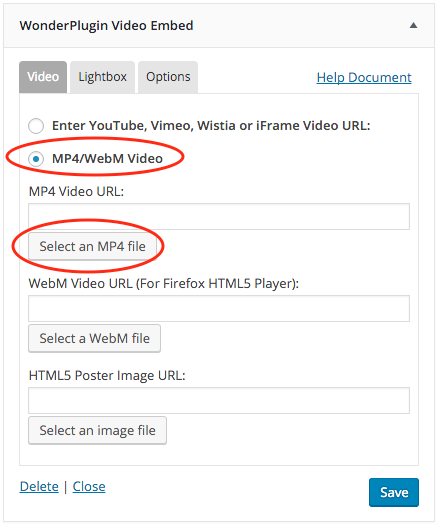 WonderPlugin Video Embed
Video Lightbox Options Help Document
Enter YouTube, Vimeo, Wistia or iFrame Video URL:
MP4/WebM Video
MP4 Video URL:
Select an MP4 file
WebM Video URL (For Firefox HTML5 Player):
Select a WebM file
HTML5 Poster Image URL:
Select an image file
Delete | Close Save